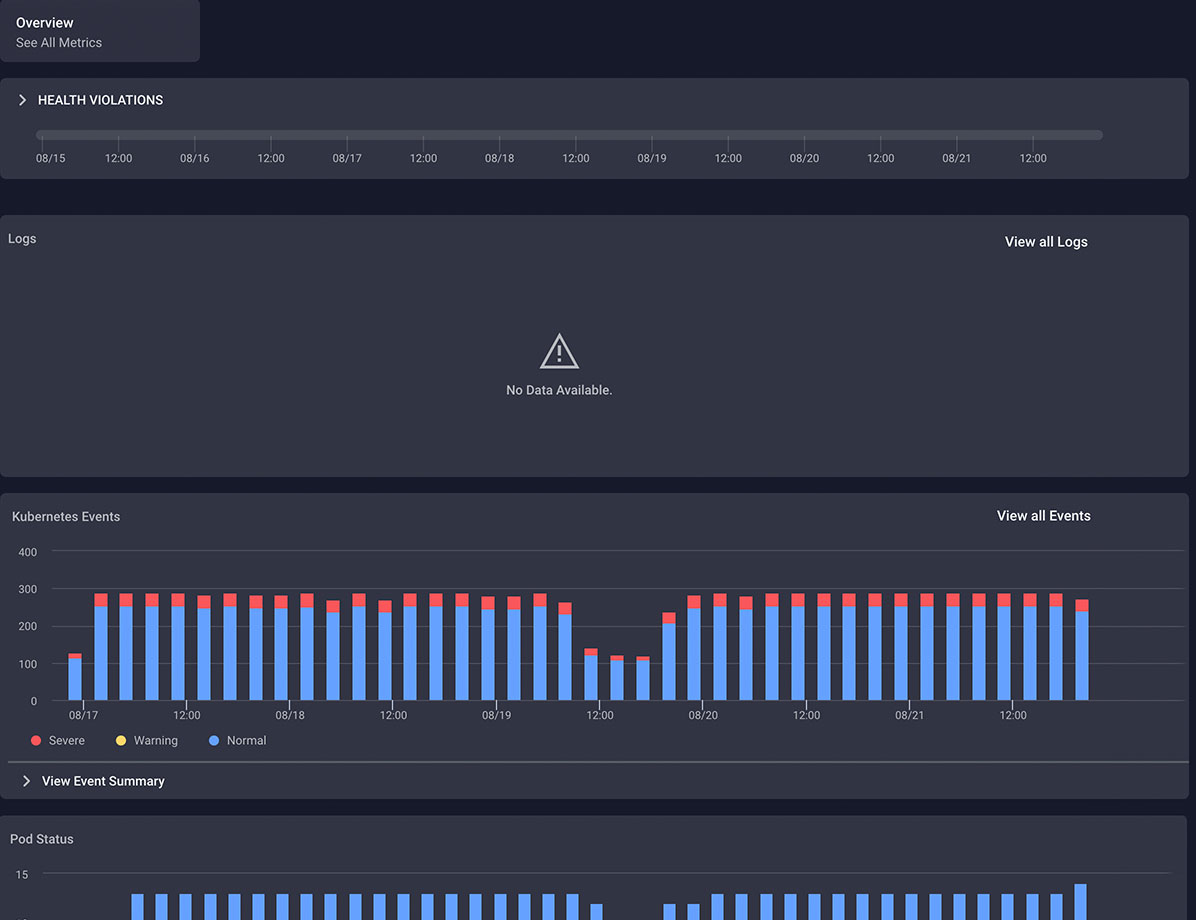 Overview
See All Metrics
HEALTH VIOLATIONS
08/15 12:00 08/16 12:00 08/17 12:00 08/18 12:00 08/19 12:00 08/20 12:00 08/21 12:00
Logs
View all Logs
No Data Available.
Kubernetes Events
View all Events
400
300
200
100
0
08/17 12:00 08/18 12:00 08/19 12:00 08/20 12:00 08/21 12:00
Severe Warning Normal
View Event Summary
Pod Status
15